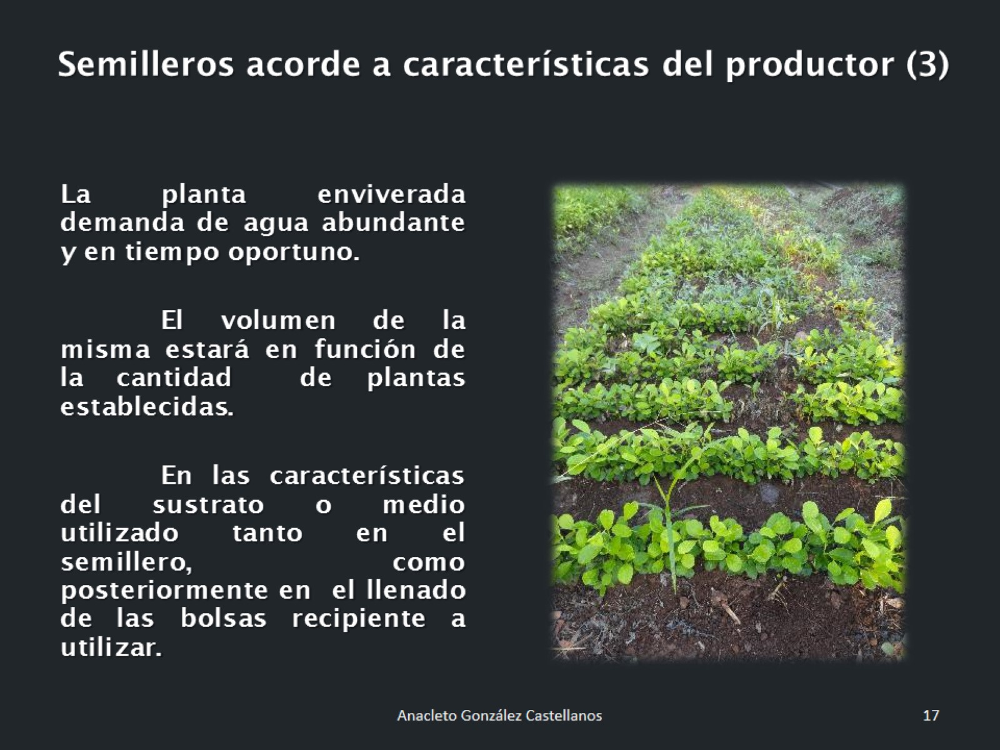 Semilleros acorde a características del productor (3)
La planta enviverada
demanda de agua abundante
y en tiempo oportuno.
El volumen de la
misma estará en función de
la cantidad de plantas
establecidas.
En las características
del sustrato o medio
utilizado tanto en el
semillero, como
posteriormente en el llenado
de las bolsas recipiente a
utilizar.
Anacleto González Castellanos
17